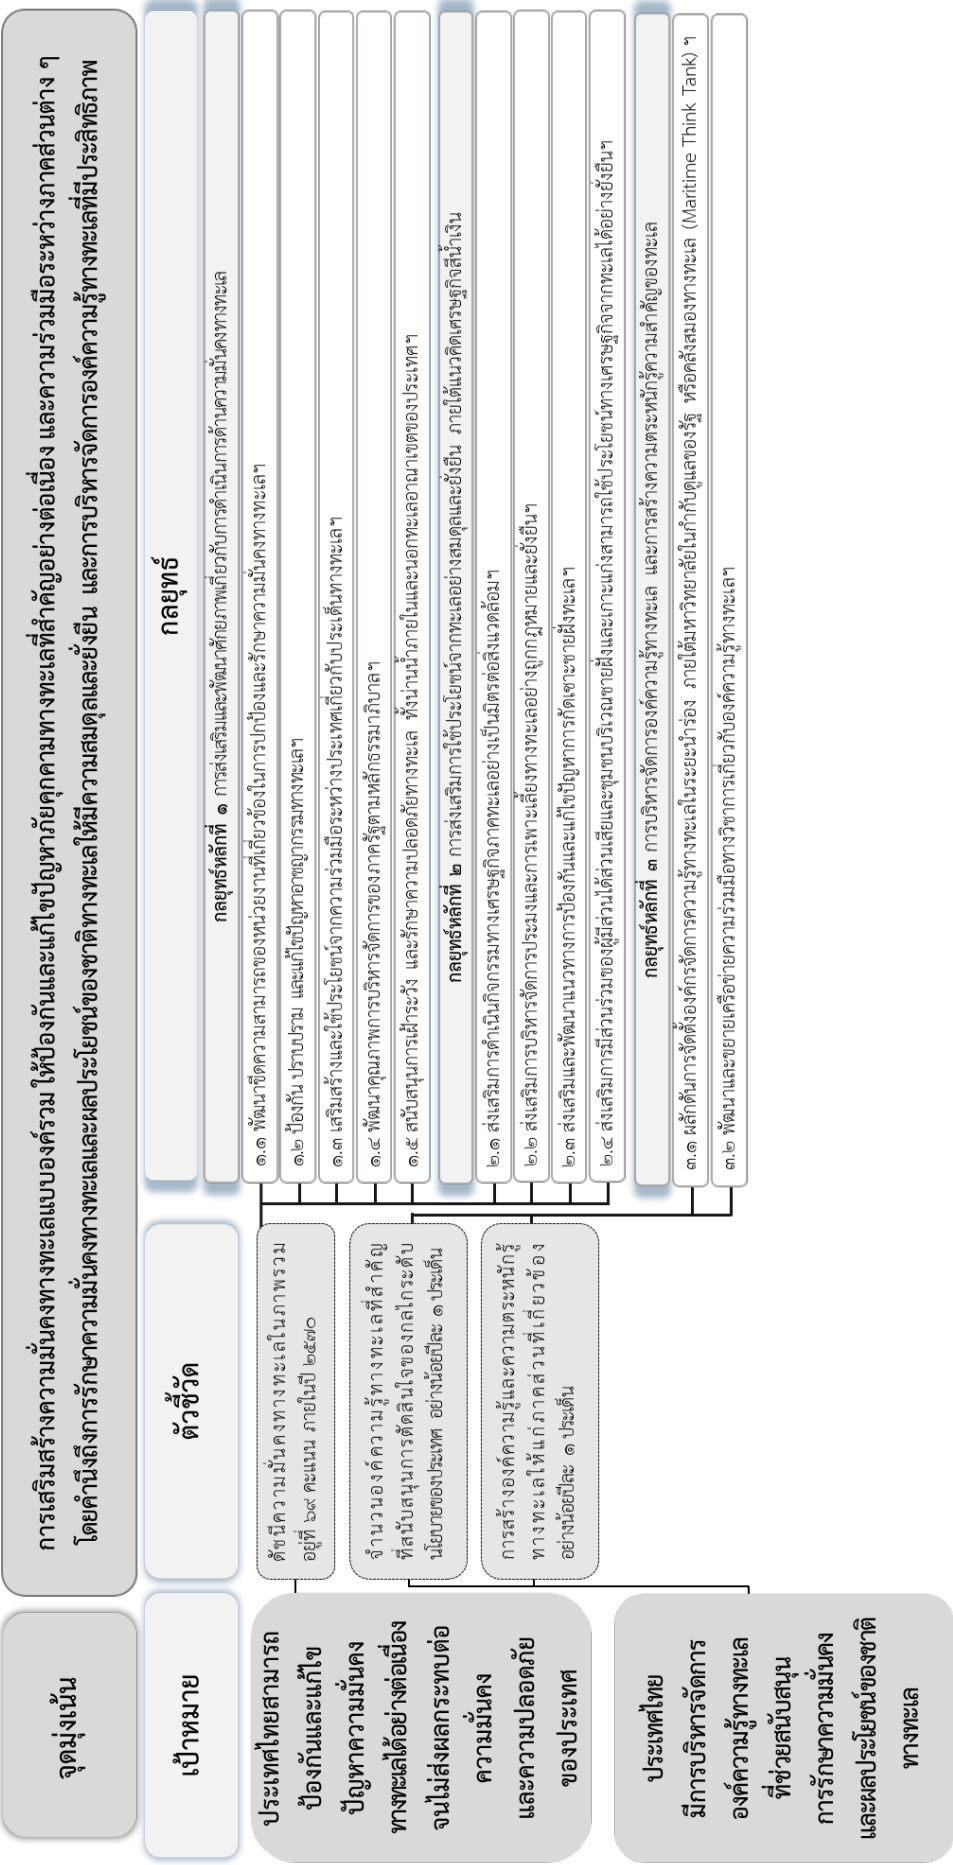 จุดมุ่งเน้น
การเสริมสร้างความมั่นคงทางทะเลแบบองค์รวม ให้ป้องกันและแก้ไขปัญหาภัยคุกคามทางทะเลที่สำคัญอย่างต่อเนื่อง และความร่วมมือระหว่างภาคส่วนต่าง ๆ
โดยคำนึงถึงการรักษาความมั่นคงทางทะเลและผลประโยชน์ของชาติทางทะเลให้มีความสมดุลและยั่งยืน และการบริหารจัดการองค์ความรู้ทางทะเลที่มีประสิทธิภาพ
เป้าหมาย
ตัวชี้วัด
กลยุทธ์
ประเทศไทยสามารถ
ป้องกันและแก้ไข
ปัญหาความมั่นคง
ทางทะเลได้อย่างต่อเนื่อง
จนไม่ส่งผลกระทบต่อ
ความมั่นคง
และความปลอดภัย
ของประเทศ
ประเทศไทย
มีการบริหารจัดการ
องค์ความรู้ทางทะเล
ที่ช่วยสนับสนุน
การรักษาความมั่นคง
และผลประโยชน์ของชาติ
ทางทะเล
ดัชนีความมั่นคงทางทะเลในภาพรวม
อยู่ที่ ๖๙ คะแนน ภายในปี ๒๕๗๐
จำนวนองค์ความรู้ทางทะเลที่สำคัญ
ที่สนับสนุนการตัดสินใจของกลไกระดับ
นโยบายของประเทศ อย่างน้อยปีละ ๑ ประเด็น
การสร้างองค์ความรู้และความตระหนักรู้
ทางทะเลให้แก่ภาคส่วนที่เกี่ยวข้อง
อย่างน้อยปีละ ๑ ประเด็น
กลยุทธ์หลักที่ ๑ การส่งเสริมและพัฒนาศักยภาพเกี่ยวกับการดำเนินการด้านความมั่นคงทางทะเล
๑.๑ พัฒนาขีดความสามารถของหน่วยงานที่เกี่ยวข้องในการปกป้องและรักษาความมั่นคงทางทะเลฯ
๑.๒ ป้องกัน ปราบปราม และแก้ไขปัญหาอาชญากรรมทางทะเลฯ
๑.๓ เสริมสร้างและใช้ประโยชน์จากความร่วมมือระหว่างประเทศเกี่ยวกับประเด็นทางทะเลฯ
๑.๔ พัฒนาคุณภาพการบริหารจัดการของภาครัฐตามหลักธรรมาภิบาลฯ
๑.๕ สนับสนุนการเฝ้าระวัง และรักษาความปลอดภัยทางทะเล ทั้งน่านน้ำภายในและนอกทะเลอาณาเขตของประเทศฯ
กลยุทธ์หลักที่ ๒ การส่งเสริมการใช้ประโยชน์จากทะเลอย่างสมดุลและยั่งยืน ภายใต้แนวคิดเศรษฐกิจสีน้ำเงิน
๒.๑ ส่งเสริมการดำเนินกิจกรรมทางเศรษฐกิจภาคทะเลอย่างเป็นมิตรต่อสิ่งแวดล้อมฯ
๒.๒ ส่งเสริมการบริหารจัดการประมงและการเพาะเลี้ยงทางทะเลอย่างถูกกฎหมายและยั่งยืนฯ
๒.๓ ส่งเสริมและพัฒนาแนวทางการป้องกันและแก้ไขปัญหาการกัดเซาะชายฝั่งทะเลฯ
๒.๔ ส่งเสริมการมีส่วนร่วมของผู้มีส่วนได้ส่วนเสียและชุมชนบริเวณชายฝั่งและเกาะแก่งสามารถใช้ประโยชน์ทางเศรษฐกิจจากทะเลได้อย่างยั่งยืนฯ
กลยุทธ์หลักที่ ๓ การบริหารจัดการองค์ความรู้ทางทะเล และการสร้างความตระหนักรู้ความสำคัญของทะเล
๓.๑ ผลักดันการจัดตั้งองค์กรจัดการความรู้ทางทะเลในระยะนำร่อง ภายใต้มหาวิทยาลัยในกำกับดูแลของรัฐ หรือคลังสมองทางทะเล (Maritime Think Tank) ฯ
๓.๒ พัฒนาและขยายเครือข่ายความร่วมมือทางวิชาการเกี่ยวกับองค์ความรู้ทางทะเลฯ